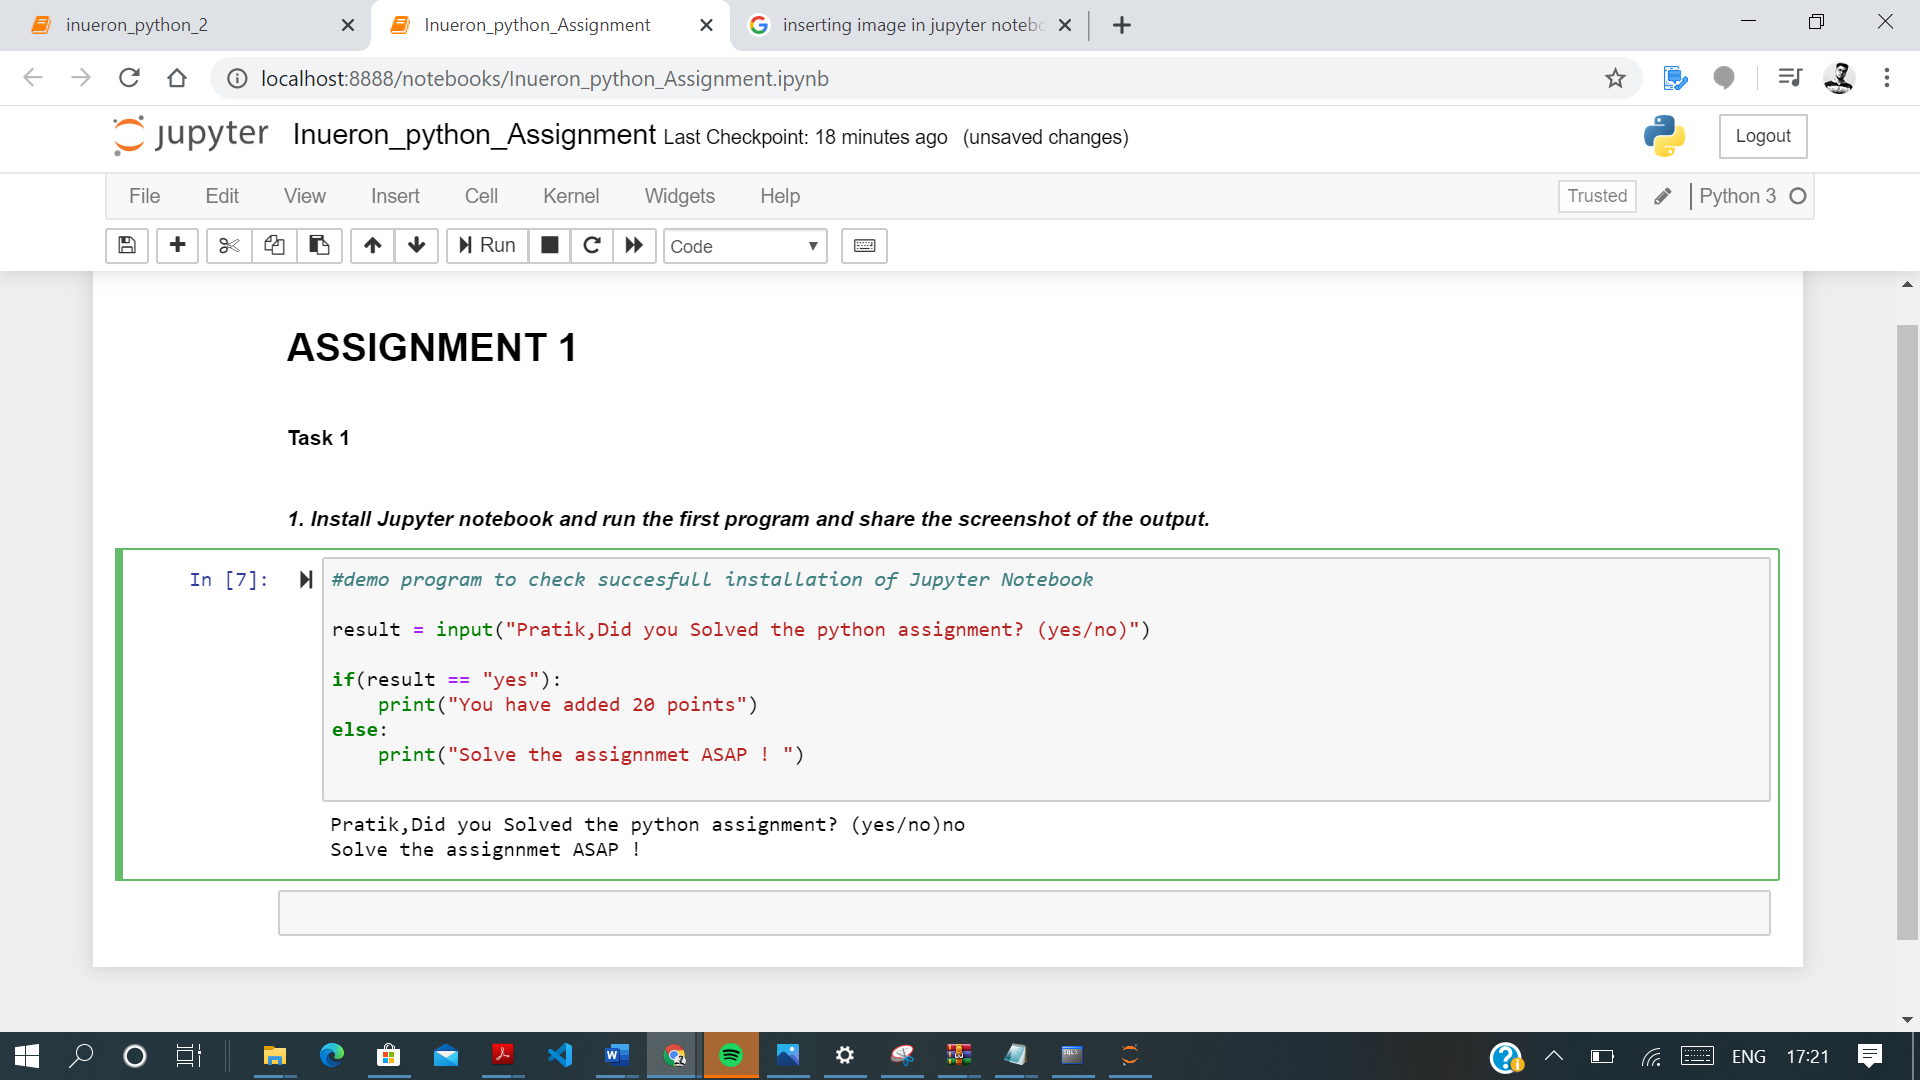 inueron_python_2
Inueron_python_Assignment
inserting image in jupyter notebo
localhost:8888/notebooks/Inueron_python_Assignment.ipynb
jupyter Inueron_python_Assignment Last Checkpoint: 18 minutes ago (unsaved changes)
Logout
File Edit View Insert Cell Kernel Widgets Help
Trusted Python 3
Run Code
ASSIGNMENT 1
Task 1
1. Install Jupyter notebook and run the first program and share the screenshot of the output.
In [7]:
#demo program to check succesfull installation of Jupyter Notebook
result = input("Pratik,Did you Solved the python assignment? (yes/no)")
if(result == "yes"):
    print("You have added 20 points")
else:
    print("Solve the assignnmet ASAP ! ")
Pratik,Did you Solved the python assignment? (yes/no)no
Solve the assignnmet ASAP !
ENG 17:21